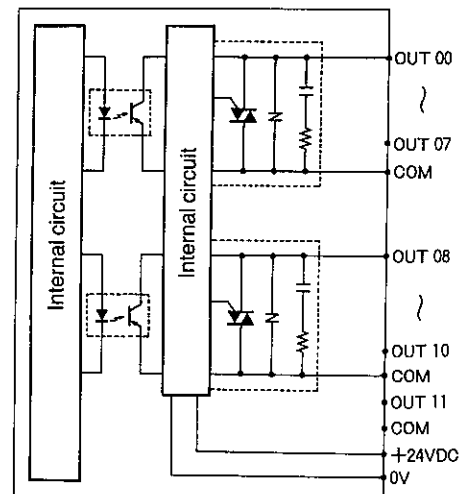 Internal circuit
Internal circuit
OUT 00
OUT 07
COM
OUT 08
OUT 10
COM
OUT 11
COM
+24VDC
0V